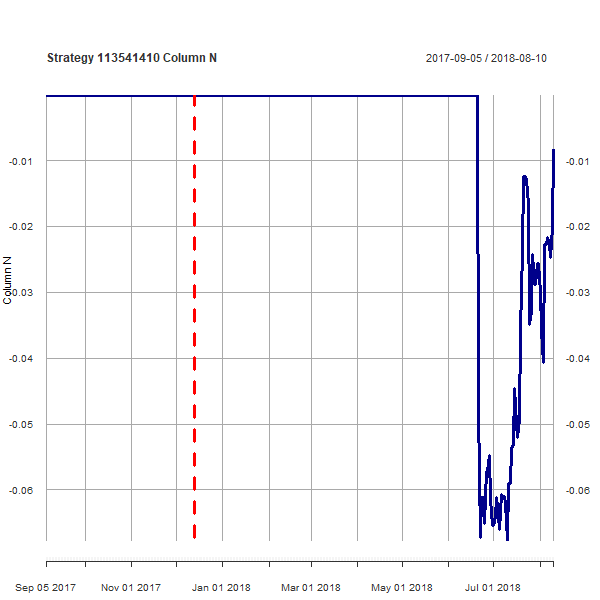 Strategy 113541410 Column N
2017-09-05 / 2018-08-10
-0.01 -0.01
-0.02 -0.02
Column N
-0.03 -0.03
-0.04 -0.04
-0.05 -0.05
-0.06 -0.06
Sep 05 2017 Nov 01 2017 Jan 01 2018 Mar 01 2018 May 01 2018 Jul 01 2018